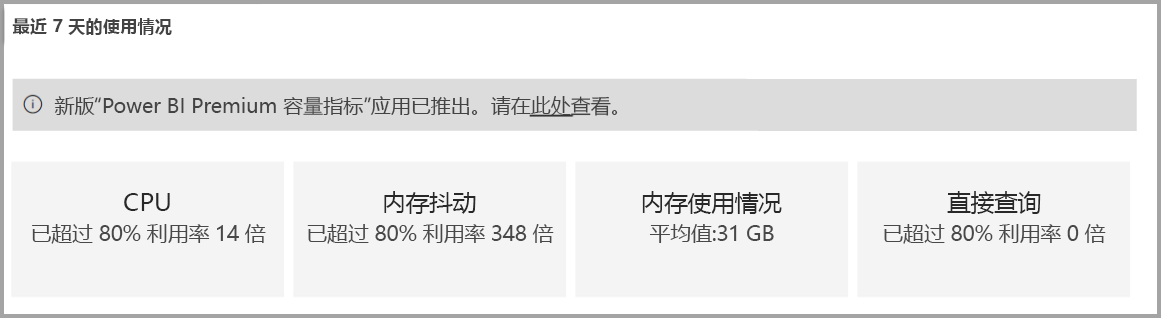 最近 7 天的使用情况
新版“Power BI Premium 容量指标”应用已推出。请在此处查看。
CPU
已超过 80% 利用率 14 倍
内存抖动
已超过 80% 利用率 348 倍
内存使用情况
平均值:31 GB
直接查询
已超过 80% 利用率 0 倍